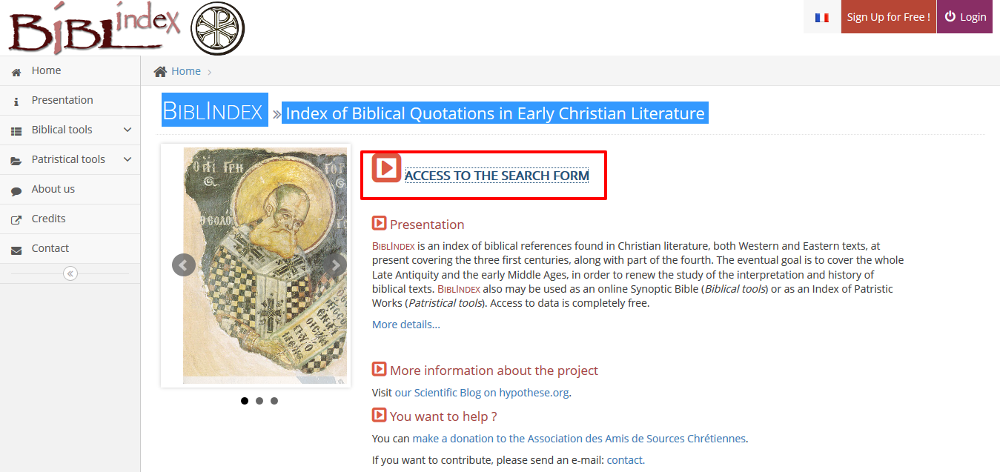 BIBLindex
Sign Up for Free !
Login
Home
Presentation
Biblical tools
Patristical tools
About us
Credits
Contact
Home
BIBLINDEX » Index of Biblical Quotations in Early Christian Literature
ACCESS TO THE SEARCH FORM
Presentation
BIBLINDEX is an index of biblical references found in Christian literature, both Western and Eastern texts, at
present covering the three first centuries, along with part of the fourth. The eventual goal is to cover the whole
Late Antiquity and the early Middle Ages, in order to renew the study of the interpretation and history of
biblical texts. BIBLINDEX also may be used as an online Synoptic Bible (Biblical tools) or as an Index of Patristic
Works (Patristical tools). Access to data is completely free.
More details...
More information about the project
Visit our Scientific Blog on hypothese.org.
You want to help ?
You can make a donation to the Association des Amis de Sources Chrétiennes.
If you want to contribute, please send an e-mail: contact.